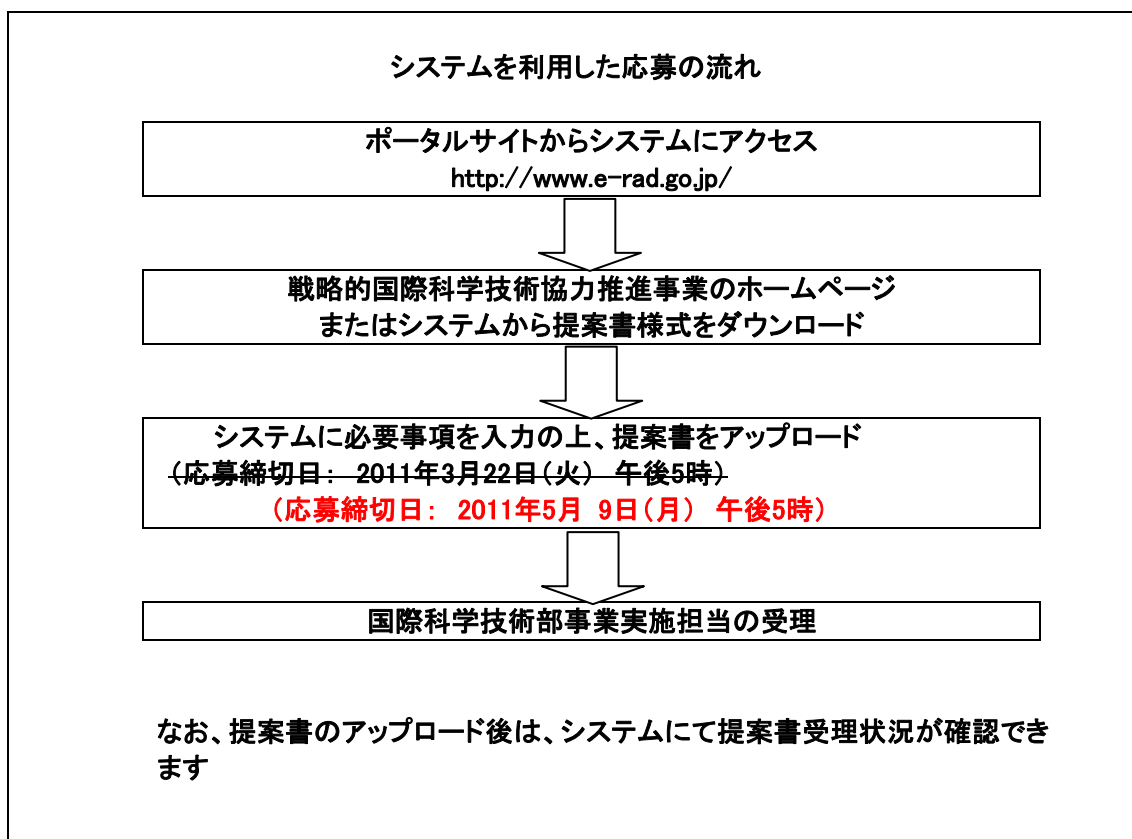 システムを利用した応募の流れ
ポータルサイトからシステムにアクセス
http://www.e-rad.go.jp/
戦略的国際科学技術協力推進事業のホームページ
またはシステムから提案書様式をダウンロード
システムに必要事項を入力の上、提案書をアップロード
(応募締切日： 2011年3月22日(火) 午後5時)
(応募締切日： 2011年5月 9日(月) 午後5時)
国際科学技術部事業実施担当の受理
なお、提案書のアップロード後は、システムにて提案書受理状況が確認でき
ます